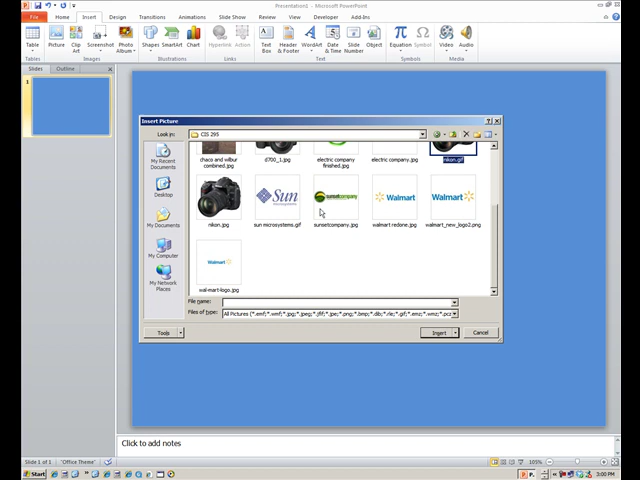 Presentation1 - Microsoft PowerPoint
File Home Insert Design Transitions Animations Slide Show Review View Developer Add-Ins
Table Picture Clip Art Screenshot Photo Album Shapes SmartArt Chart Hyperlink Action Text Box Header & Footer WordArt Date & Time Slide Number Object Equation Symbol Video Audio
Tables Images Illustrations Links Text Symbols Media
Slides Outline
1
Insert Picture
Look in: CIS 295
My Recent Documents
Desktop
My Documents
My Computer
My Network Places
chaco and wilbur combined.jpg
d700_1.jpg
electric company finished.jpg
electric company.jpg
nikon.gif
Sun
microsystems
sunsetcompany
Walmart
Walmart
nikon.jpg
sun microsystems.gif
sunsetcompany.jpg
walmart redone.jpg
walmart_new_logo2.png
Walmart
wal-mart-logo.jpg
File name:
Files of type: All Pictures (*.emf;*.wmf;*.jpg;*.jpeg;*.jfif;*.jpe;*.png;*.bmp;*.dib;*.rle;*.gif;*.emz;*.wmz;*.pcz
Tools Insert Cancel
Click to add notes
Slide 1 of 1 "Office Theme" 105%
Start 3:00 PM